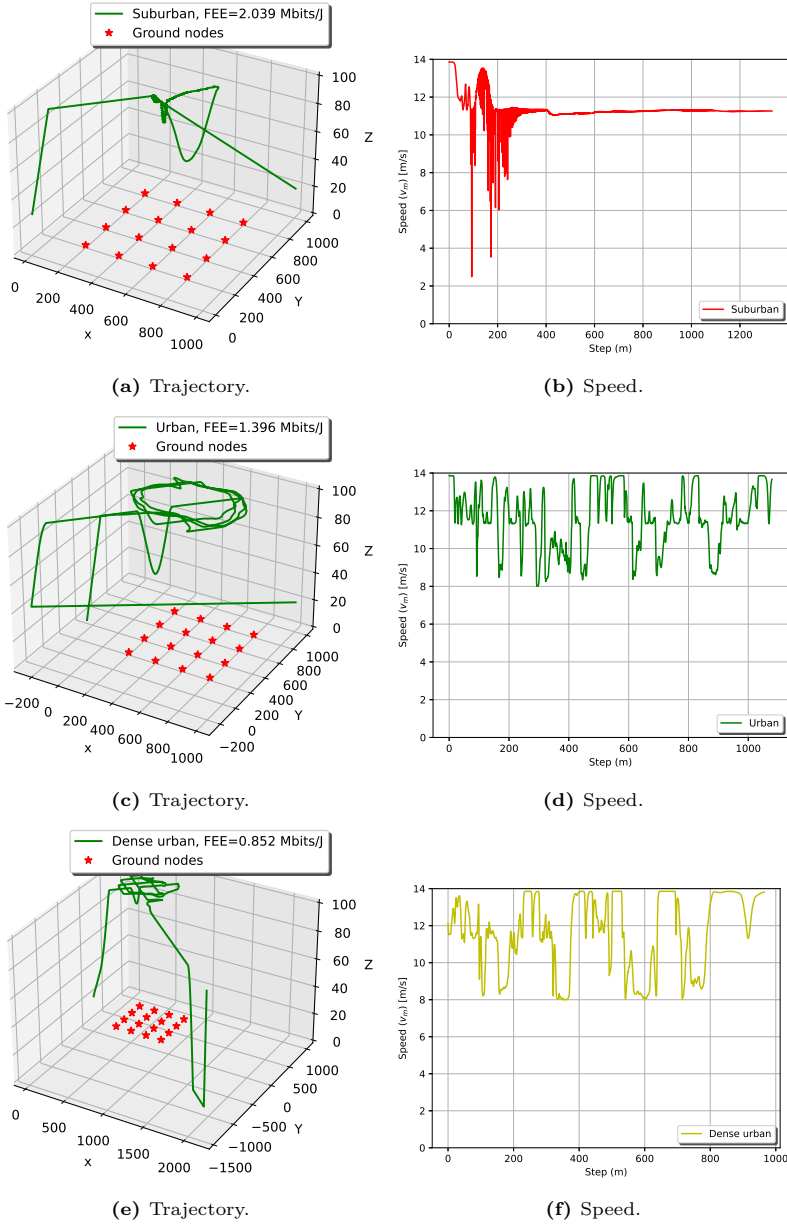 Suburban, FEE=2.039 Mbits/J
Ground nodes
100
80
60
40
20
0
Z
0
200
400
600
800
1000
x
0
200
400
600
800
1000
Y
(a) Trajectory.
14
12
10
8
6
4
2
0
Speed (vm) [m/s]
Suburban
0 200 400 600 800 1000 1200
Step (m)
(b) Speed.
Urban, FEE=1.396 Mbits/J
Ground nodes
100
80
60
40
20
0
Z
−200
0
200
400
600
800
1000
x
−200
0
200
400
600
800
1000
Y
(c) Trajectory.
14
12
10
8
6
4
2
0
Speed (vm) [m/s]
Urban
0 200 400 600 800 1000
Step (m)
(d) Speed.
Dense urban, FEE=0.852 Mbits/J
Ground nodes
100
80
60
40
20
0
Z
0
500
1000
1500
2000
x
−1500
−1000
−500
0
500
1000
Y
(e) Trajectory.
14
12
10
8
6
4
2
0
Speed (vm) [m/s]
Dense urban
0 200 400 600 800 1000
Step (m)
(f) Speed.